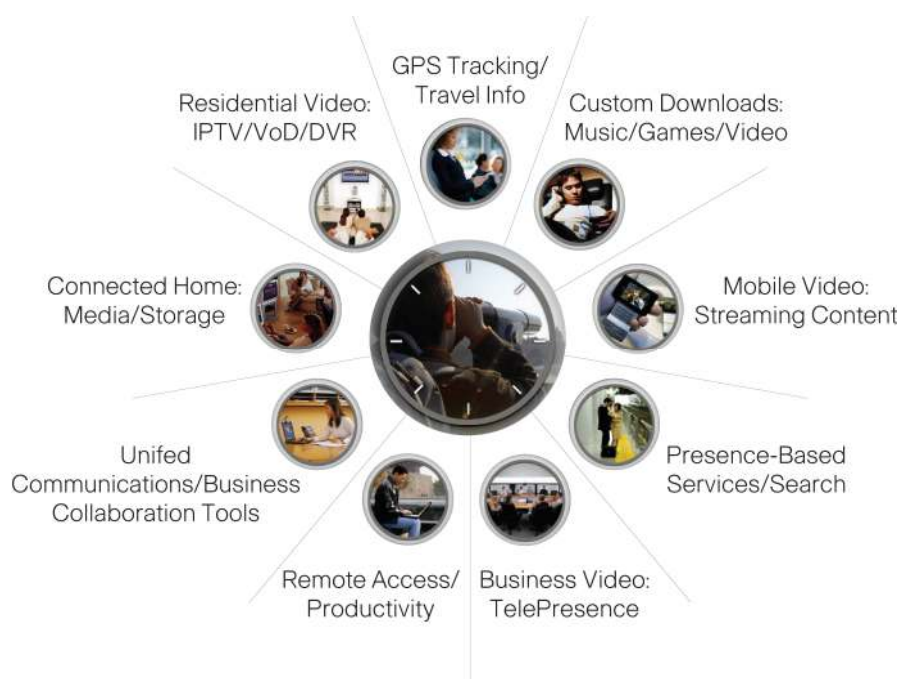 GPS Tracking/
Travel Info
Custom Downloads:
Music/Games/Video
Mobile Video:
Streaming Content
Presence-Based
Services/Search
Business Video:
TelePresence
Remote Access/
Productivity
Unifed
Communications/Business
Collaboration Tools
Connected Home:
Media/Storage
Residential Video:
IPTV/VoD/DVR